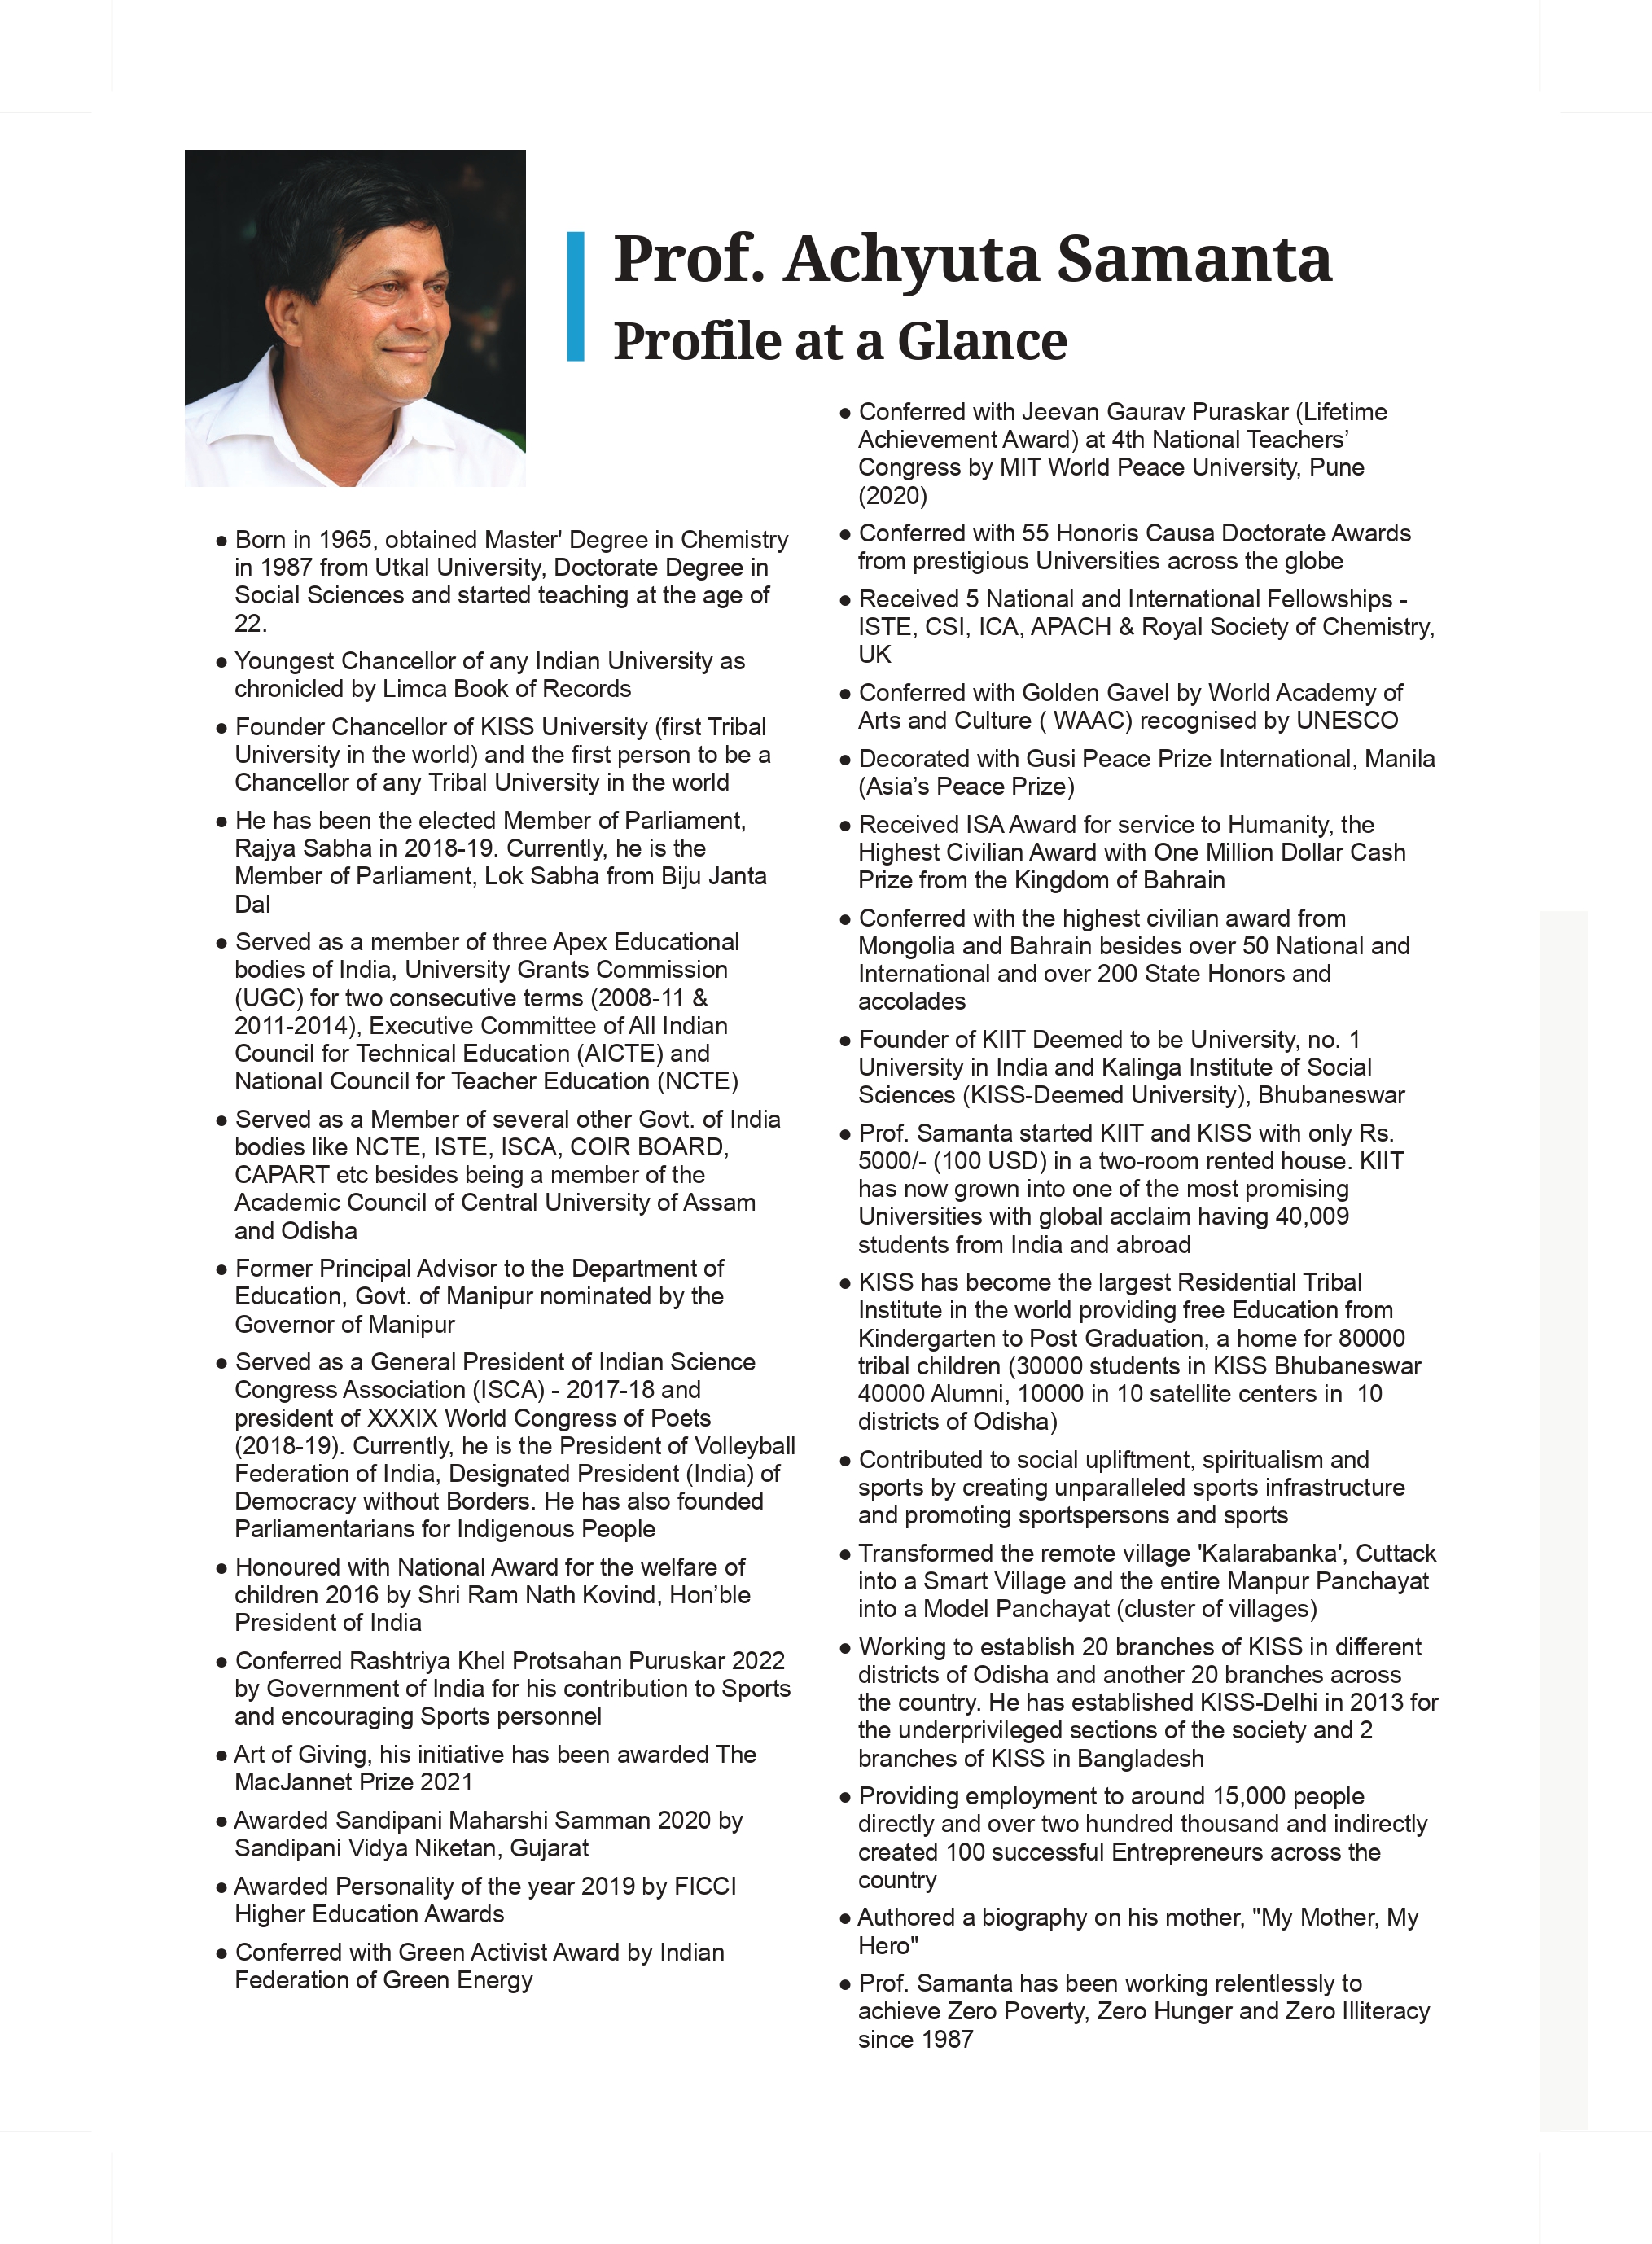 Prof. Achyuta Samanta
Profile at a Glance
● Born in 1965, obtained Master' Degree in Chemistry
in 1987 from Utkal University, Doctorate Degree in
Social Sciences and started teaching at the age of
22.
● Youngest Chancellor of any Indian University as
chronicled by Limca Book of Records
● Founder Chancellor of KISS University (first Tribal
University in the world) and the first person to be a
Chancellor of any Tribal University in the world
● He has been the elected Member of Parliament,
Rajya Sabha in 2018-19. Currently, he is the
Member of Parliament, Lok Sabha from Biju Janta
Dal
● Served as a member of three Apex Educational
bodies of India, University Grants Commission
(UGC) for two consecutive terms (2008-11 &
2011-2014), Executive Committee of All Indian
Council for Technical Education (AICTE) and
National Council for Teacher Education (NCTE)
● Served as a Member of several other Govt. of India
bodies like NCTE, ISTE, ISCA, COIR BOARD,
CAPART etc besides being a member of the
Academic Council of Central University of Assam
and Odisha
● Former Principal Advisor to the Department of
Education, Govt. of Manipur nominated by the
Governor of Manipur
● Served as a General President of Indian Science
Congress Association (ISCA) - 2017-18 and
president of XXXIX World Congress of Poets
(2018-19). Currently, he is the President of Volleyball
Federation of India, Designated President (India) of
Democracy without Borders. He has also founded
Parliamentarians for Indigenous People
● Honoured with National Award for the welfare of
children 2016 by Shri Ram Nath Kovind, Hon’ble
President of India
● Conferred Rashtriya Khel Protsahan Puruskar 2022
by Government of India for his contribution to Sports
and encouraging Sports personnel
● Art of Giving, his initiative has been awarded The
MacJannet Prize 2021
● Awarded Sandipani Maharshi Samman 2020 by
Sandipani Vidya Niketan, Gujarat
● Awarded Personality of the year 2019 by FICCI
Higher Education Awards
● Conferred with Green Activist Award by Indian
Federation of Green Energy
● Conferred with Jeevan Gaurav Puraskar (Lifetime
Achievement Award) at 4th National Teachers’
Congress by MIT World Peace University, Pune
(2020)
● Conferred with 55 Honoris Causa Doctorate Awards
from prestigious Universities across the globe
● Received 5 National and International Fellowships -
ISTE, CSI, ICA, APACH & Royal Society of Chemistry,
UK
● Conferred with Golden Gavel by World Academy of
Arts and Culture ( WAAC) recognised by UNESCO
● Decorated with Gusi Peace Prize International, Manila
(Asia’s Peace Prize)
● Received ISA Award for service to Humanity, the
Highest Civilian Award with One Million Dollar Cash
Prize from the Kingdom of Bahrain
● Conferred with the highest civilian award from
Mongolia and Bahrain besides over 50 National and
International and over 200 State Honors and
accolades
● Founder of KIIT Deemed to be University, no. 1
University in India and Kalinga Institute of Social
Sciences (KISS-Deemed University), Bhubaneswar
● Prof. Samanta started KIIT and KISS with only Rs.
5000/- (100 USD) in a two-room rented house. KIIT
has now grown into one of the most promising
Universities with global acclaim having 40,009
students from India and abroad
● KISS has become the largest Residential Tribal
Institute in the world providing free Education from
Kindergarten to Post Graduation, a home for 80000
tribal children (30000 students in KISS Bhubaneswar
40000 Alumni, 10000 in 10 satellite centers in  10
districts of Odisha)
● Contributed to social upliftment, spiritualism and
sports by creating unparalleled sports infrastructure
and promoting sportspersons and sports
● Transformed the remote village 'Kalarabanka', Cuttack
into a Smart Village and the entire Manpur Panchayat
into a Model Panchayat (cluster of villages)
● Working to establish 20 branches of KISS in different
districts of Odisha and another 20 branches across
the country. He has established KISS-Delhi in 2013 for
the underprivileged sections of the society and 2
branches of KISS in Bangladesh
● Providing employment to around 15,000 people
directly and over two hundred thousand and indirectly
created 100 successful Entrepreneurs across the
country
● Authored a biography on his mother, "My Mother, My
Hero"
● Prof. Samanta has been working relentlessly to
achieve Zero Poverty, Zero Hunger and Zero Illiteracy
since 1987